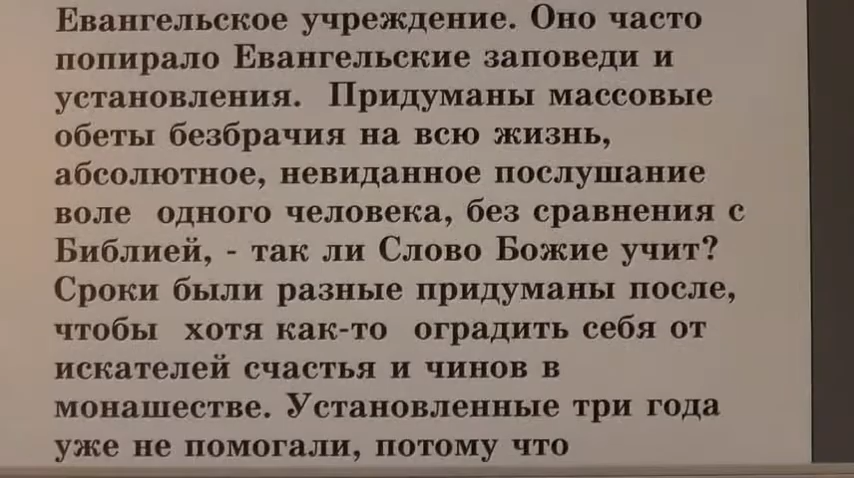 Евангельское учреждение. Оно часто
попирало Евангельские заповеди и
установления. Придуманы массовые
обеты безбрачия на всю жизнь,
абсолютное, невиданное послушание
воле одного человека, без сравнения с
Библией, - так ли Слово Божие учит?
Сроки были разные придуманы после,
чтобы хотя как-то оградить себя от
искателей счастья и чинов в
монашестве. Установленные три года
уже не помогали, потому что